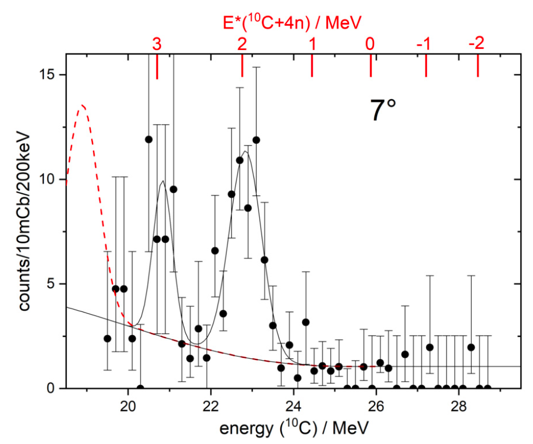 E*(¹⁰C+4n) / MeV
3 2 1 0 -1 -2
7°
15
10
5
0
counts/10mCb/200keV
20 22 24 26 28
energy (¹⁰C) / MeV